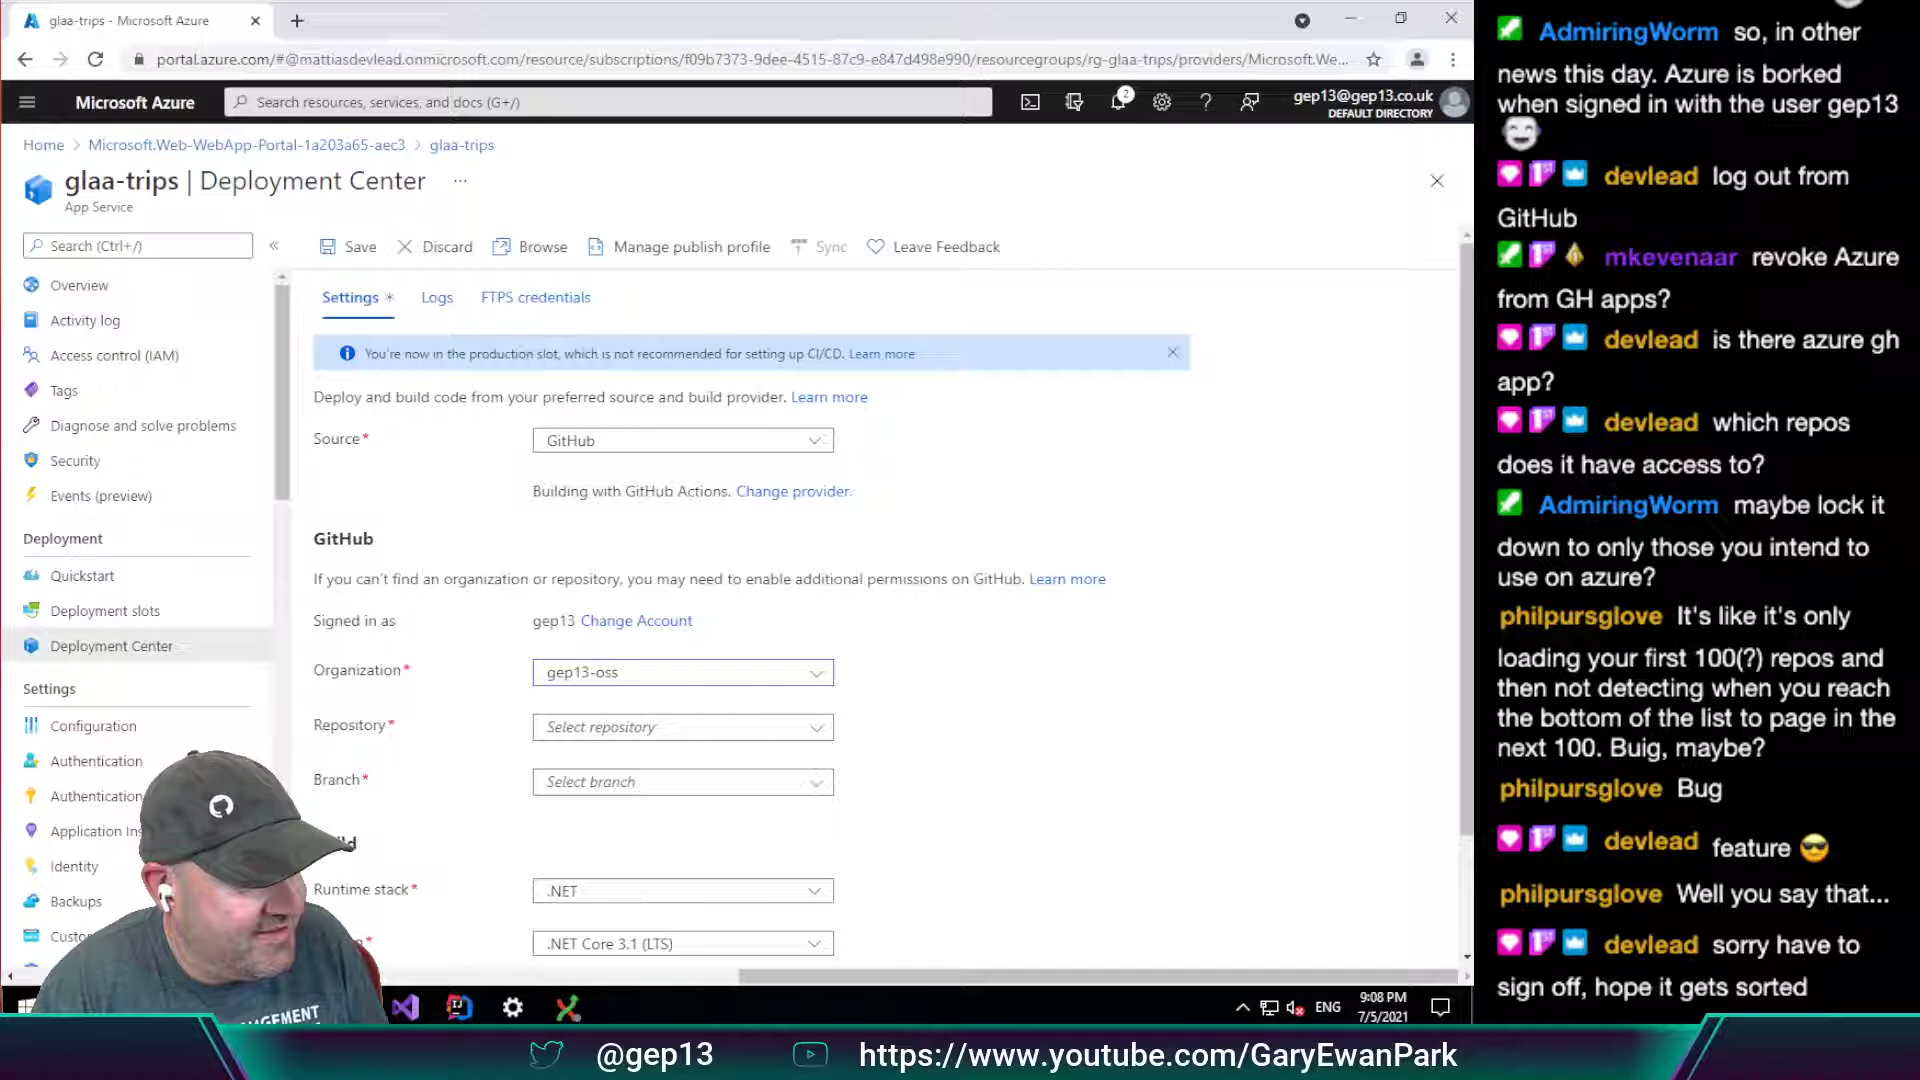 glaa-trips - Microsoft Azure
portal.azure.com/#@mattiasdevlead.onmicrosoft.com/resource/subscriptions/f09b7373-9dee-4515-87c9-e847d498e990/resourcegroups/rg-glaa-trips/providers/Microsoft.We...
Microsoft Azure
Search resources, services, and docs (G+/)
2
gep13@gep13.co.uk
DEFAULT DIRECTORY
Home > Microsoft.Web-WebApp-Portal-1a203a65-aec3 > glaa-trips
glaa-trips | Deployment Center ...
App Service
Search (Ctrl+/)
«
Overview
Activity log
Access control (IAM)
Tags
Diagnose and solve problems
Security
Events (preview)
Deployment
Quickstart
Deployment slots
Deployment Center
Settings
Configuration
Authentication
Authentication
Application Ins
Identity
Backups
Custo
Save
Discard
Browse
Manage publish profile
Sync
Leave Feedback
Settings *
Logs
FTPS credentials
You're now in the production slot, which is not recommended for setting up CI/CD. Learn more
Deploy and build code from your preferred source and build provider. Learn more
Source*
GitHub
Building with GitHub Actions. Change provider.
GitHub
If you can't find an organization or repository, you may need to enable additional permissions on GitHub. Learn more
Signed in as
gep13 Change Account
Organization*
gep13-oss
Repository*
Select repository
Branch*
Select branch
Runtime stack*
.NET
.NET Core 3.1 (LTS)
ENG
9:08 PM
7/5/2021
AdmiringWorm so, in other
news this day. Azure is borked
when signed in with the user gep13
devlead log out from
GitHub
mkevenaar revoke Azure
from GH apps?
devlead is there azure gh
app?
devlead which repos
does it have access to?
AdmiringWorm maybe lock it
down to only those you intend to
use on azure?
philpursglove It's like it's only
loading your first 100(?) repos and
then not detecting when you reach
the bottom of the list to page in the
next 100. Buig, maybe?
philpursglove Bug
devlead feature 😎
philpursglove Well you say that...
devlead sorry have to
sign off, hope it gets sorted
@gep13
https://www.youtube.com/GaryEwanPark